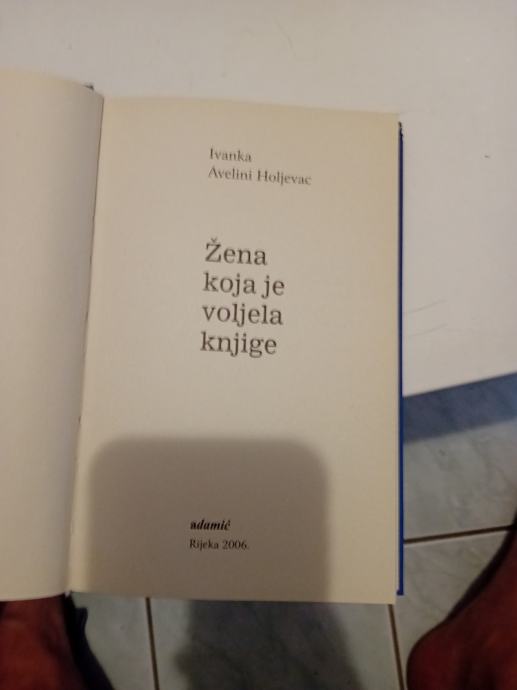 Ivanka
Avelini Holjevac
Žena
koja je
voljela
knjige
adamić
Rijeka 2006.